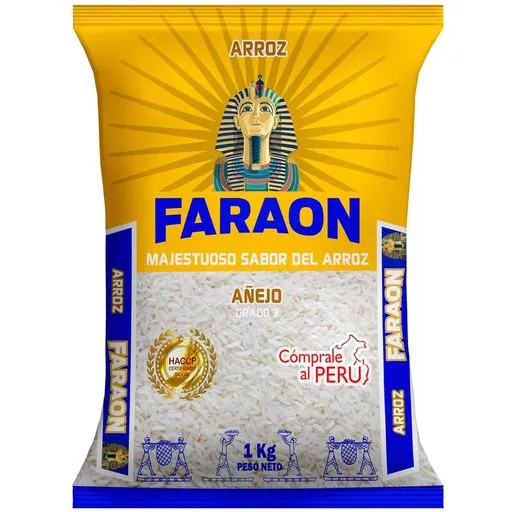 ARROZ
FARAON
MAJESTUOSO SABOR DEL ARROZ
AÑEJO
GRADO 3
HACCP
CERTIFICADO
Cómprale
al PERU
1 Kg
PESO NETO
ARROZ
FARAON
FARAON
ARROZ